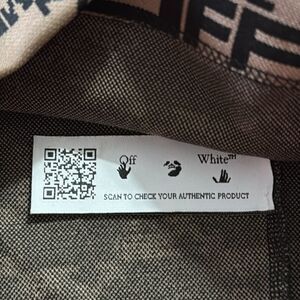 Off White™
SCAN TO CHECK YOUR AUTHENTIC PRODUCT